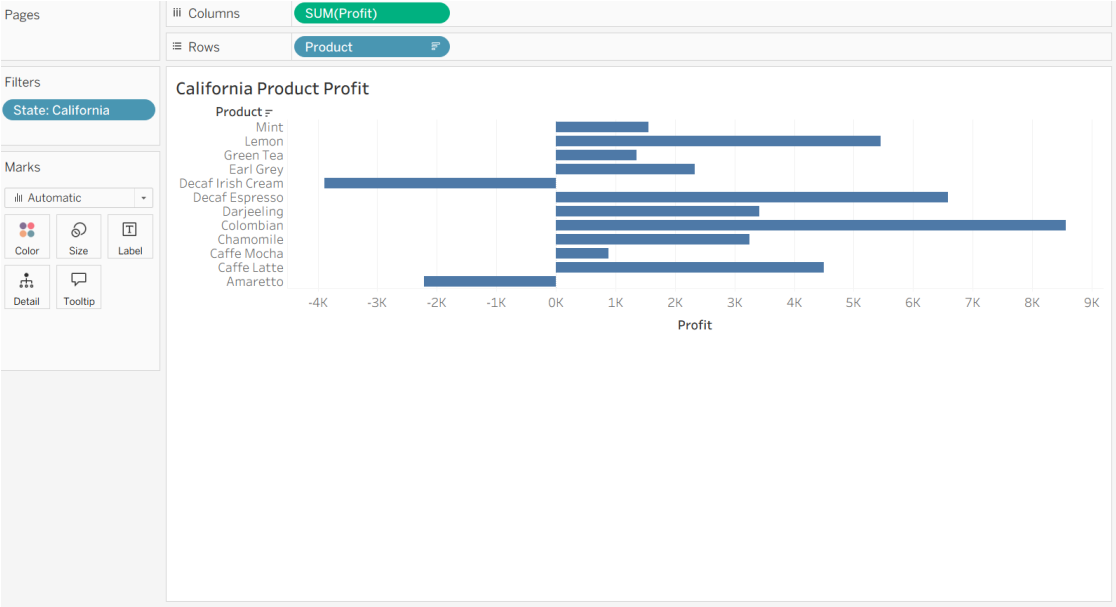 Pages
Columns
SUM(Profit)
Rows
Product
Filters
State: California
Marks
Automatic
Color
Size
Label
Detail
Tooltip
California Product Profit
Product
Mint
Lemon
Green Tea
Earl Grey
Decaf Irish Cream
Decaf Espresso
Darjeeling
Colombian
Chamomile
Caffe Mocha
Caffe Latte
Amaretto
-4K -3K -2K -1K 0K 1K 2K 3K 4K 5K 6K 7K 8K 9K
Profit